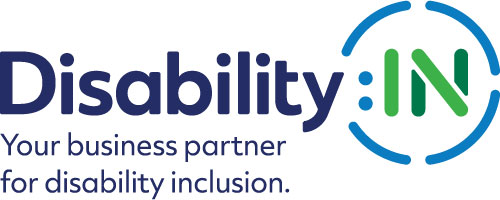 Disability:IN
Your business partner
for disability inclusion.